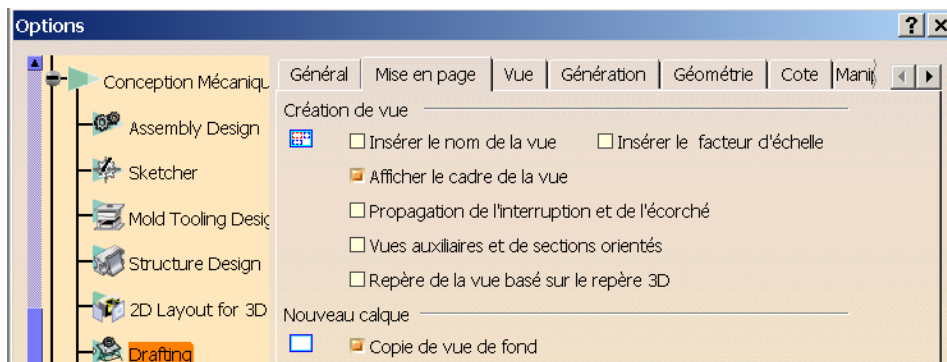 Options
Conception Mécaniqu
Assembly Design
Sketcher
Mold Tooling Desig
Structure Design
2D Layout for 3D
Drafting
Général Mise en page Vue Génération Géométrie Cote Manip
Création de vue
Insérer le nom de la vue Insérer le facteur d'échelle
Afficher le cadre de la vue
Propagation de l'interruption et de l'écorché
Vues auxiliaires et de sections orientés
Repère de la vue basé sur le repère 3D
Nouveau calque
Copie de vue de fond